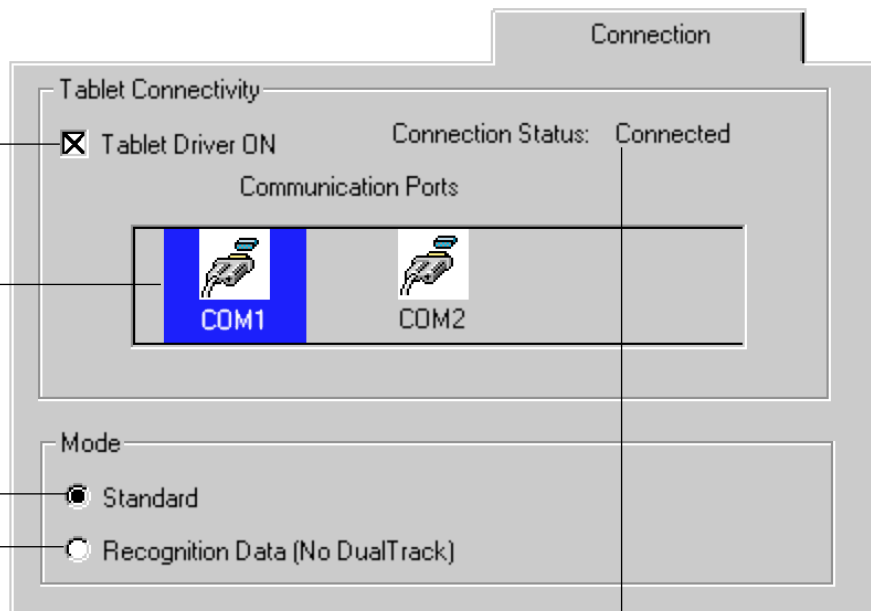 Connection
Tablet Connectivity
Tablet Driver ON
Connection Status: Connected
Communication Ports
COM1
COM2
Mode
Standard
Recognition Data (No DualTrack)